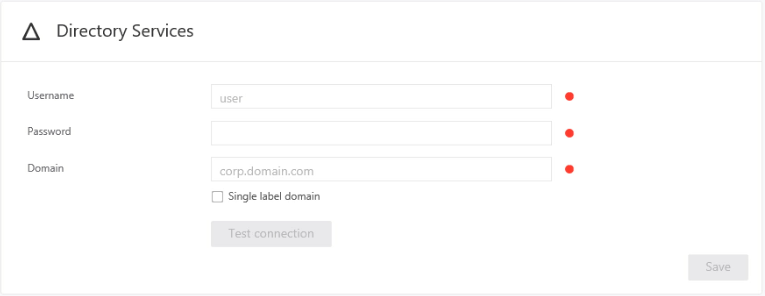 Directory Services
Username
user
Password
Domain
corp.domain.com
Single label domain
Test connection
Save